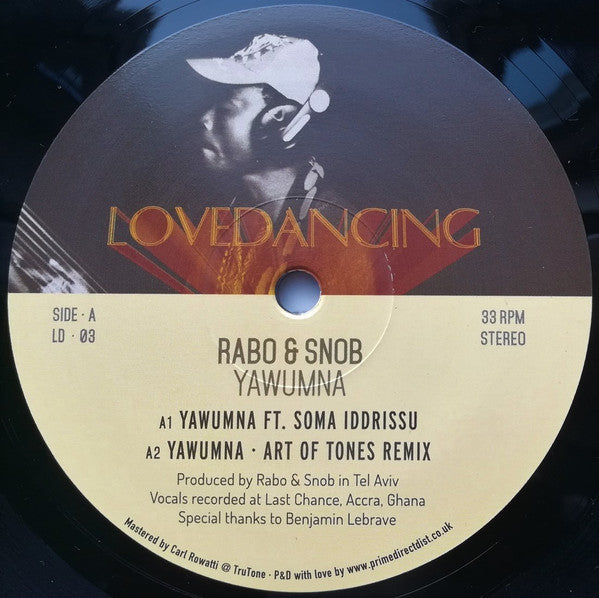 LOVEDANCING
SIDE · A
LD · 03
33 RPM
STEREO
RABO & SNOB
YAWUMNA
A1 YAWUMNA FT. SOMA IDDRISSU
A2 YAWUMNA · ART OF TONES REMIX
Produced by Rabo & Snob in Tel Aviv
Vocals recorded at Last Chance, Accra, Ghana
Special thanks to Benjamin Lebrave
Mastered by Carl Rowatti @ TruTone · P&D with love by www.primedirectdist.co.uk